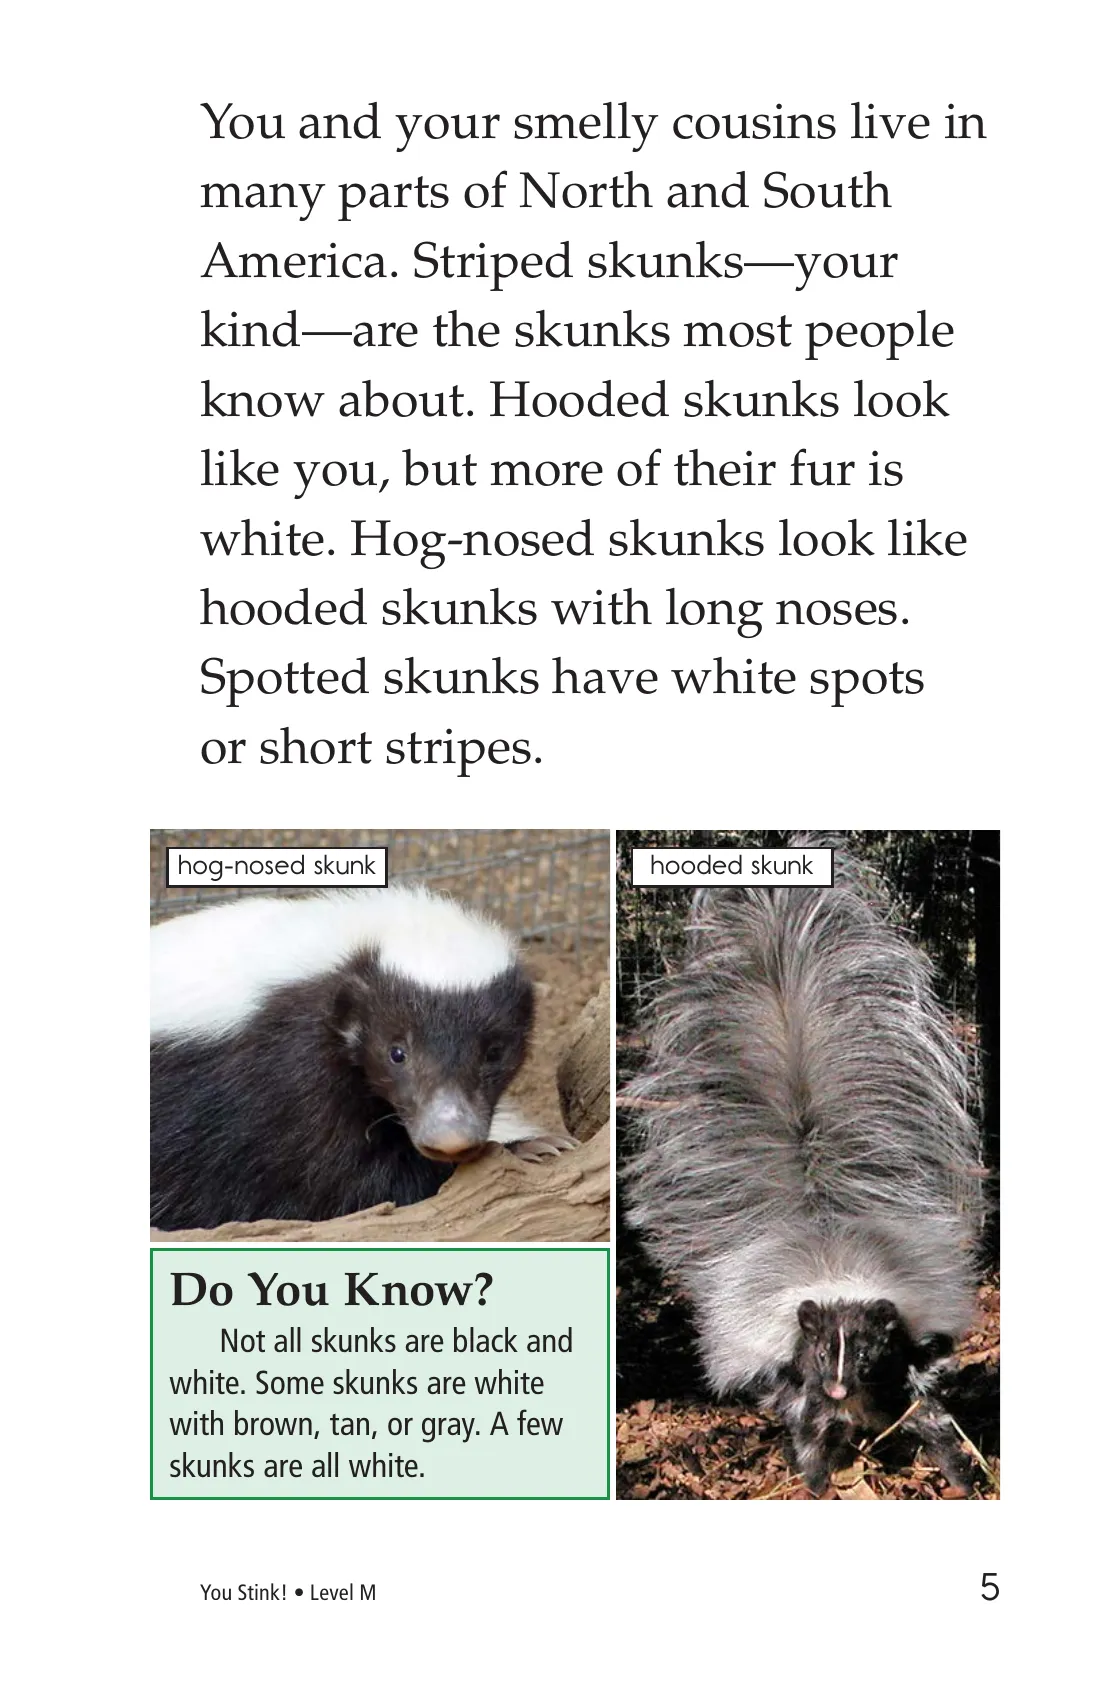 You and your smelly cousins live in
many parts of North and South
America. Striped skunks—your
kind—are the skunks most people
know about. Hooded skunks look
like you, but more of their fur is
white. Hog-nosed skunks look like
hooded skunks with long noses.
Spotted skunks have white spots
or short stripes.
hog-nosed skunk
hooded skunk
Do You Know?
Not all skunks are black and
white. Some skunks are white
with brown, tan, or gray. A few
skunks are all white.
You Stink! • Level M
5